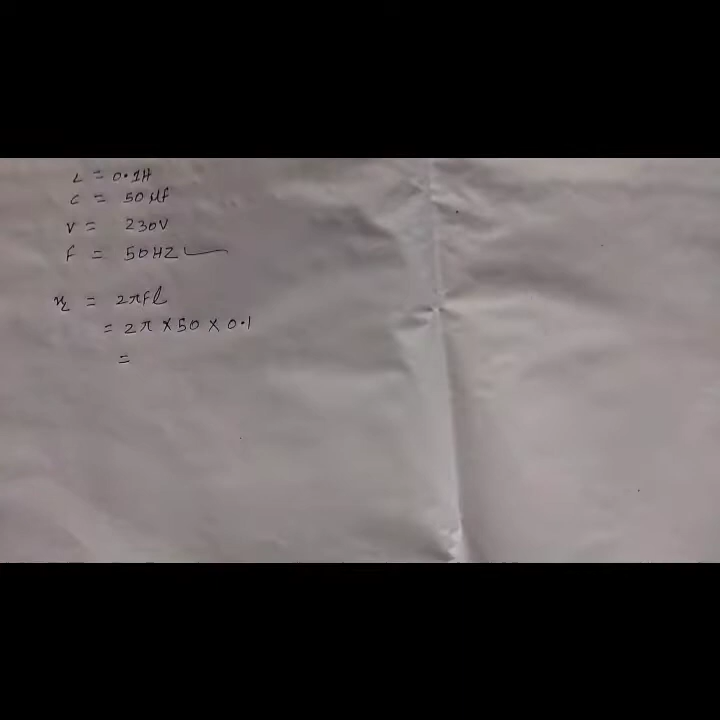 L = 0.1H
C = 50 μf
V = 230V
F = 50HZ
XL = 2πFL
= 2π × 50 × 0.1
=